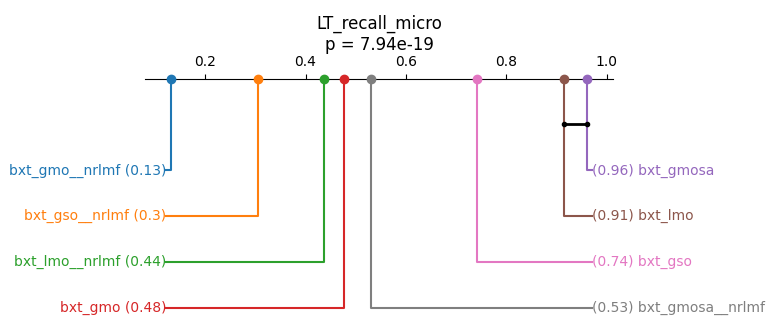 LT_recall_micro
p = 7.94e-19
0.2 0.4 0.6 0.8 1.0
bxt_gmo__nrlmf (0.13) (0.96) bxt_gmosa
bxt_gso__nrlmf (0.3) (0.91) bxt_lmo
bxt_lmo__nrlmf (0.44) (0.74) bxt_gso
bxt_gmo (0.48) (0.53) bxt_gmosa__nrlmf